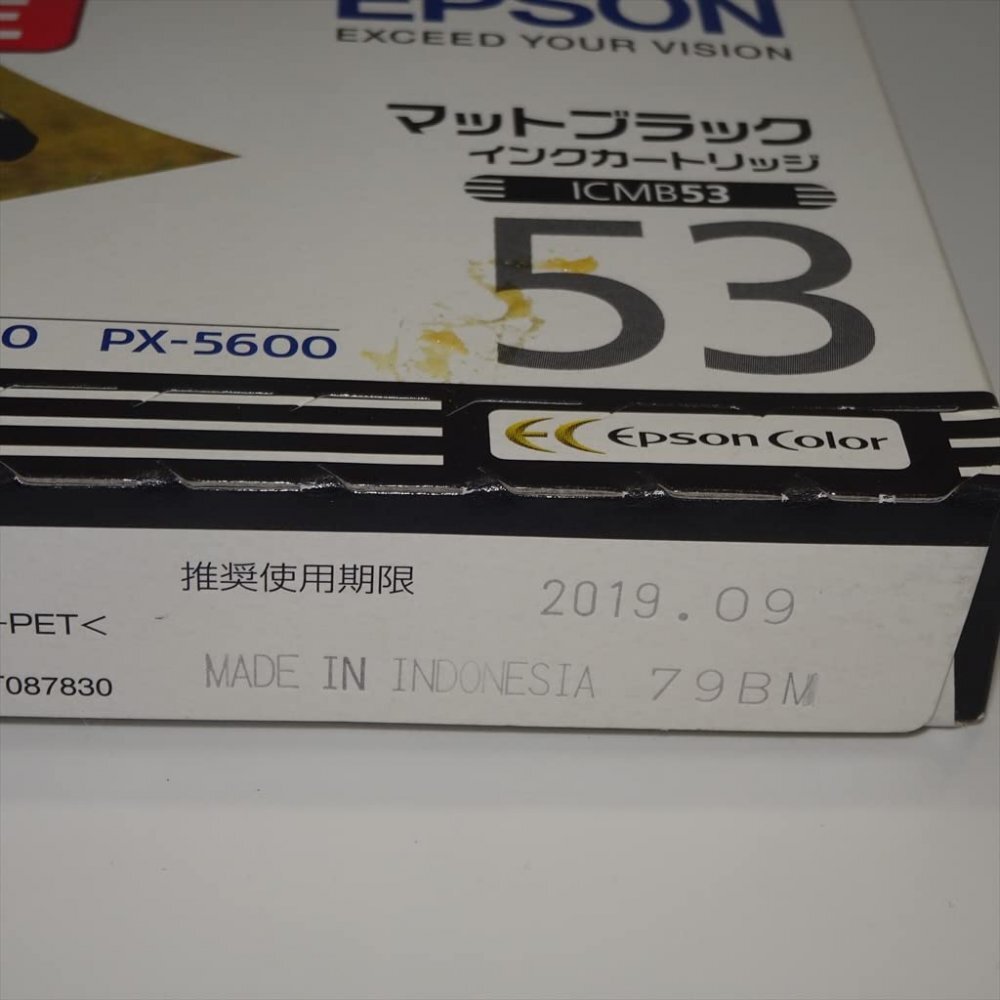 E
EPSON
EXCEED YOUR VISION
マットブラック
インクカートリッジ
ICMB53
53
0 PX-5600
EC Epson Color
推奨使用期限 2019.09
-PET<
T087830
MADE IN INDONESIA 79BM